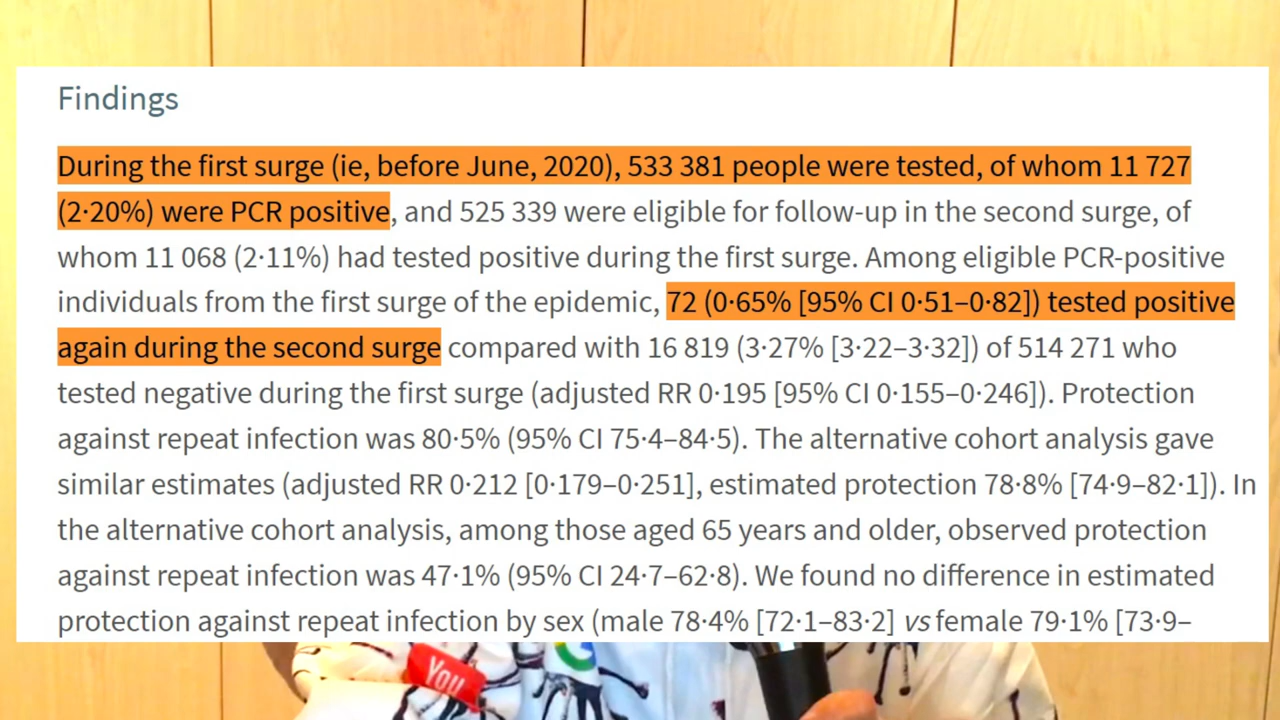 Findings
During the first surge (ie, before June, 2020), 533 381 people were tested, of whom 11 727
(2·20%) were PCR positive, and 525 339 were eligible for follow-up in the second surge, of
whom 11 068 (2·11%) had tested positive during the first surge. Among eligible PCR-positive
individuals from the first surge of the epidemic, 72 (0·65% [95% CI 0·51–0·82]) tested positive
again during the second surge compared with 16 819 (3·27% [3·22–3·32]) of 514 271 who
tested negative during the first surge (adjusted RR 0·195 [95% CI 0·155–0·246]). Protection
against repeat infection was 80·5% (95% CI 75·4–84·5). The alternative cohort analysis gave
similar estimates (adjusted RR 0·212 [0·179–0·251], estimated protection 78·8% [74·9–82·1]). In
the alternative cohort analysis, among those aged 65 years and older, observed protection
against repeat infection was 47·1% (95% CI 24·7–62·8). We found no difference in estimated
protection against repeat infection by sex (male 78·4% [72·1–83·2] vs female 79·1% [73·9–
You
G